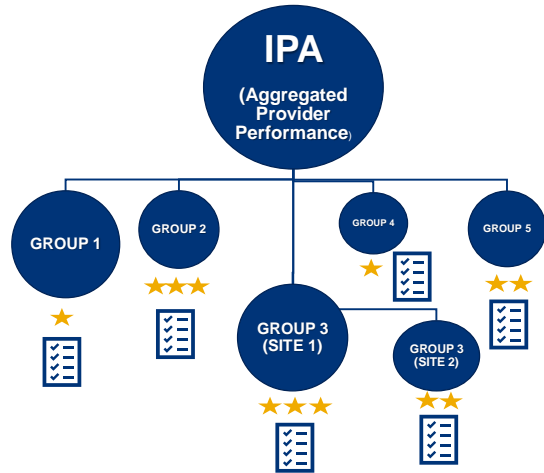 IPA
(Aggregated
Provider
Performance)
GROUP 1
GROUP 2
GROUP 4
GROUP 5
GROUP 3
(SITE 1)
GROUP 3
(SITE 2)